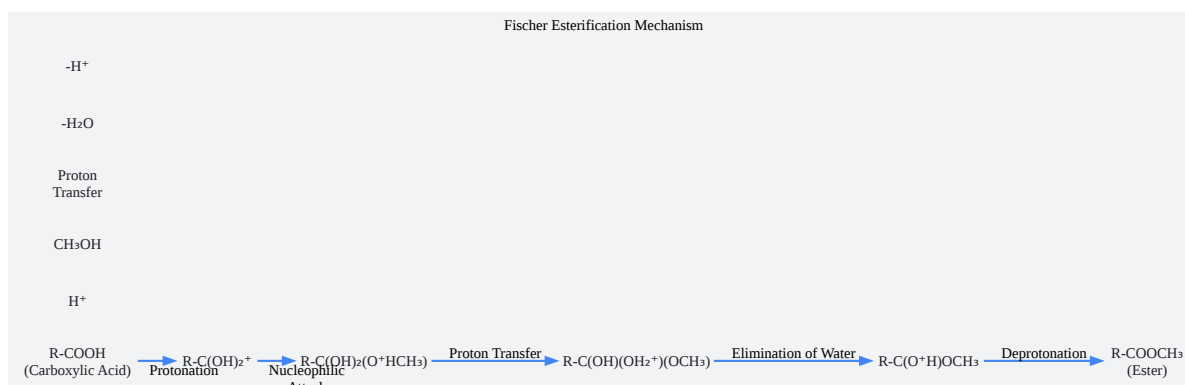 Fischer Esterification Mechanism
-H⁺
-H₂O
Proton
Transfer
CH₃OH
H⁺
R-COOH
(Carboxylic Acid)
Protonation
R-C(OH)₂⁺
Nucleophilic
Attack
R-C(OH)₂(O⁺HCH₃)
Proton Transfer
R-C(OH)(OH₂⁺)(OCH₃)
Elimination of Water
R-C(O⁺H)OCH₃
Deprotonation
R-COOCH₃
(Ester)